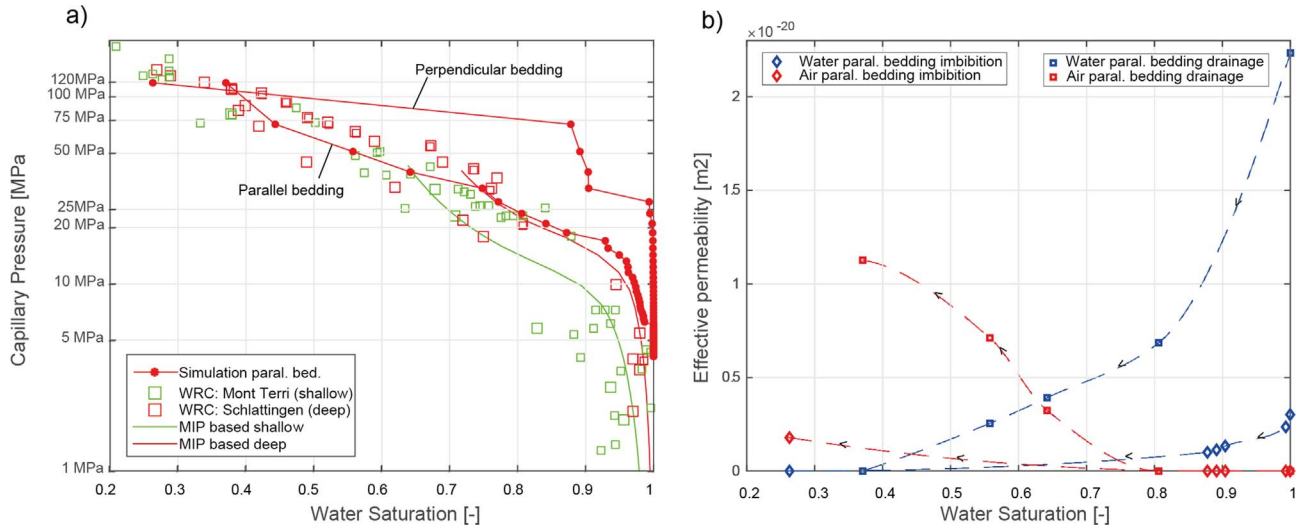 a)
Capillary Pressure [MPa]
120MPa
100 MPa
75 MPa
50 MPa
25MPa
20 MPa
10 MPa
5 MPa
1 MPa
Perpendicular bedding
Parallel bedding
Simulation paral. bed.
WRC: Mont Terri (shallow)
WRC: Schlattingen (deep)
MIP based shallow
MIP based deep
0.2 0.3 0.4 0.5 0.6 0.7 0.8 0.9 1
Water Saturation [-]
b)
× 10⁻²⁰
Effective permeability [m2]
2
1.5
1
0.5
0
Water paral. bedding imbibition
Air paral. bedding imbibition
Water paral. bedding drainage
Air paral. bedding drainage
0.2 0.3 0.4 0.5 0.6 0.7 0.8 0.9 1
Water Saturation [-]